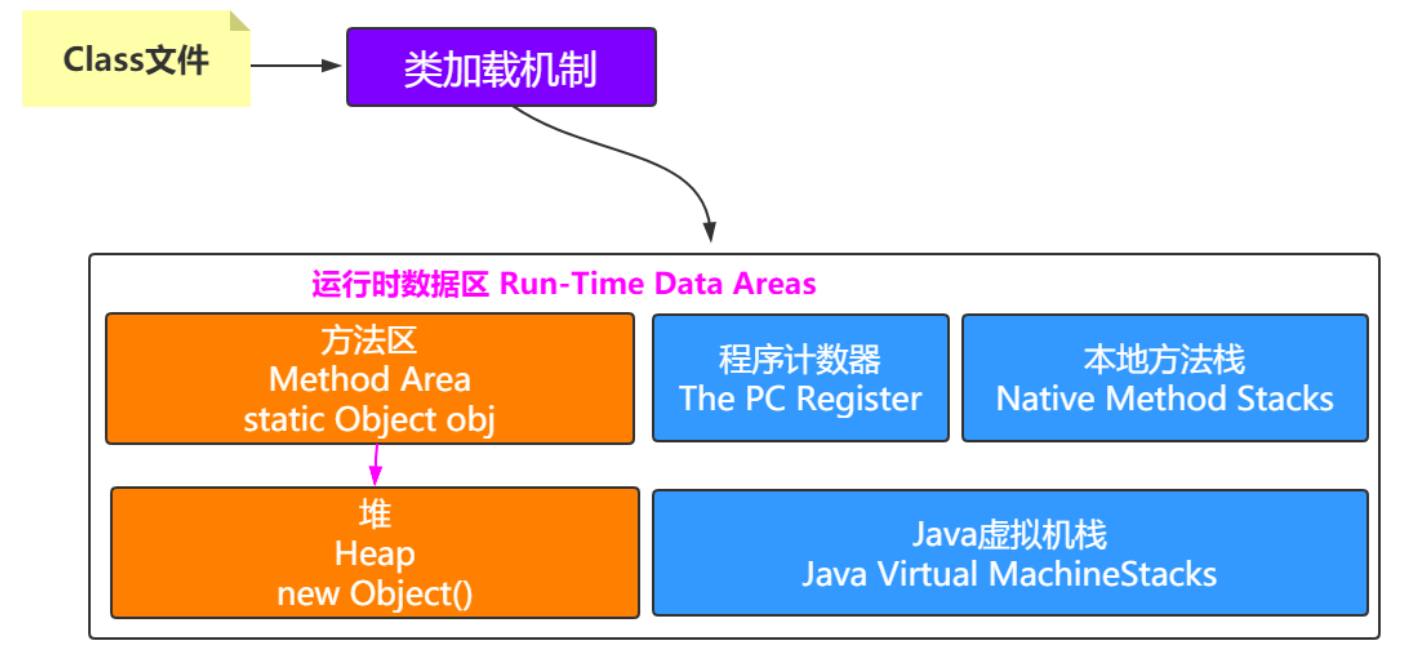 Class文件
类加载机制
运行时数据区 Run-Time Data Areas
方法区
Method Area
static Object obj
程序计数器
The PC Register
本地方法栈
Native Method Stacks
堆
Heap
new Object()
Java虚拟机栈
Java Virtual MachineStacks